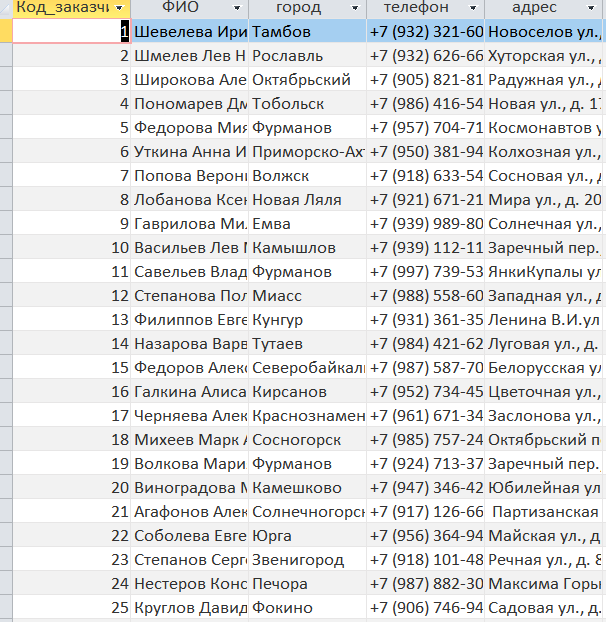 Код_заказчи ФИО город телефон адрес
1 Шевелева Ири Тамбов +7 (932) 321-60 Новоселов ул.,
2 Шмелев Лев Н Рославль +7 (932) 626-66 Хуторская ул., д
3 Широкова Але Октябрьский +7 (905) 821-81 Радужная ул., д
4 Пономарев Дм Тобольск +7 (986) 416-54 Новая ул., д. 17
5 Федорова Мия Фурманов +7 (957) 704-71 Космонавтов у
6 Уткина Анна И Приморско-Ахт +7 (950) 381-94 Колхозная ул.,
7 Попова Верони Волжск +7 (918) 633-54 Сосновая ул., д
8 Лобанова Ксен Новая Ляля +7 (921) 671-21 Мира ул., д. 20
9 Гаврилова Мил Емва +7 (939) 989-80 Солнечная ул.,
10 Васильев Лев М Камышлов +7 (939) 112-11 Заречный пер.,
11 Савельев Влад Фурманов +7 (997) 739-53 ЯнкиКупалы ул
12 Степанова Пол Миасс +7 (988) 558-60 Западная ул., д
13 Филиппов Евге Кунгур +7 (931) 361-35 Ленина В.И.ул
14 Назарова Варв Тутаев +7 (984) 421-62 Луговая ул., д.
15 Федоров Алекс Северобайкаль +7 (987) 587-70 Белорусская ул
16 Галкина Алиса Кирсанов +7 (952) 734-45 Цветочная ул.,
17 Черняева Алек Краснознамен +7 (961) 671-34 Заслонова ул.,
18 Михеев Марк А Сосногорск +7 (985) 757-24 Октябрьский п
19 Волкова Мари Фурманов +7 (924) 713-37 Заречный пер.,
20 Виноградова М Камешково +7 (947) 346-42 Юбилейная ул
21 Агафонов Алек Солнечногорс +7 (917) 126-66 Партизанская
22 Соболева Евге Юрга +7 (956) 364-94 Майская ул., д
23 Степанов Серг Звенигород +7 (918) 101-48 Речная ул., д. 8
24 Нестеров Конс Печора +7 (987) 882-30 Максима Горь
25 Круглов Давид Фокино +7 (906) 746-94 Садовая ул., д.